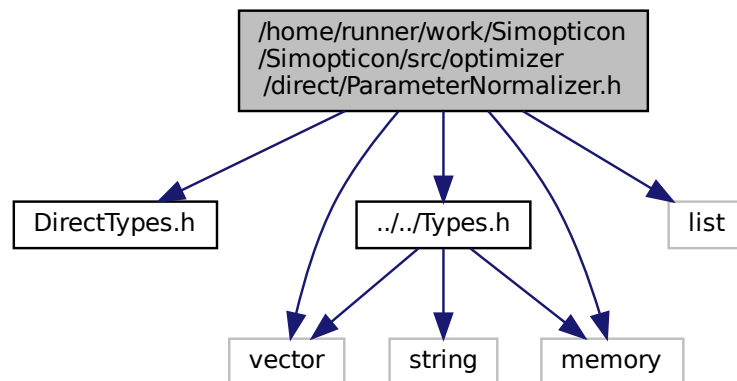 /home/runner/work/Simopticon
/Simopticon/src/optimizer
/direct/ParameterNormalizer.h
DirectTypes.h
../../Types.h
list
vector
string
memory